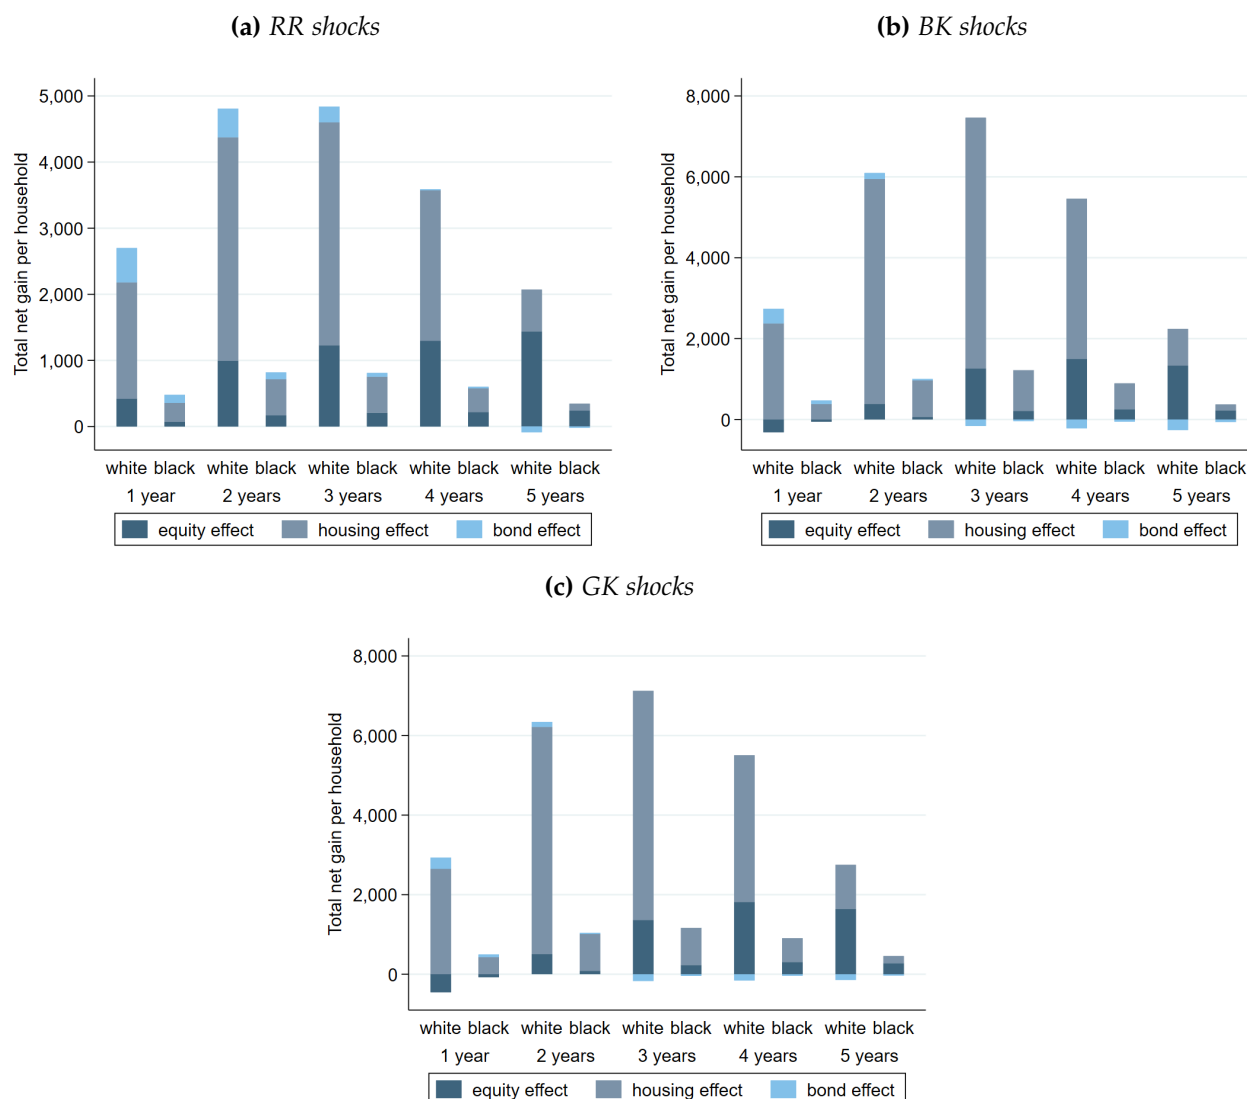 (a) RR shocks
Total net gain per household
5,000
4,000
3,000
2,000
1,000
0
white black white black white black white black white black
1 year 2 years 3 years 4 years 5 years
equity effect housing effect bond effect
(b) BK shocks
Total net gain per household
8,000
6,000
4,000
2,000
0
white black white black white black white black white black
1 year 2 years 3 years 4 years 5 years
equity effect housing effect bond effect
(c) GK shocks
Total net gain per household
8,000
6,000
4,000
2,000
0
white black white black white black white black white black
1 year 2 years 3 years 4 years 5 years
equity effect housing effect bond effect